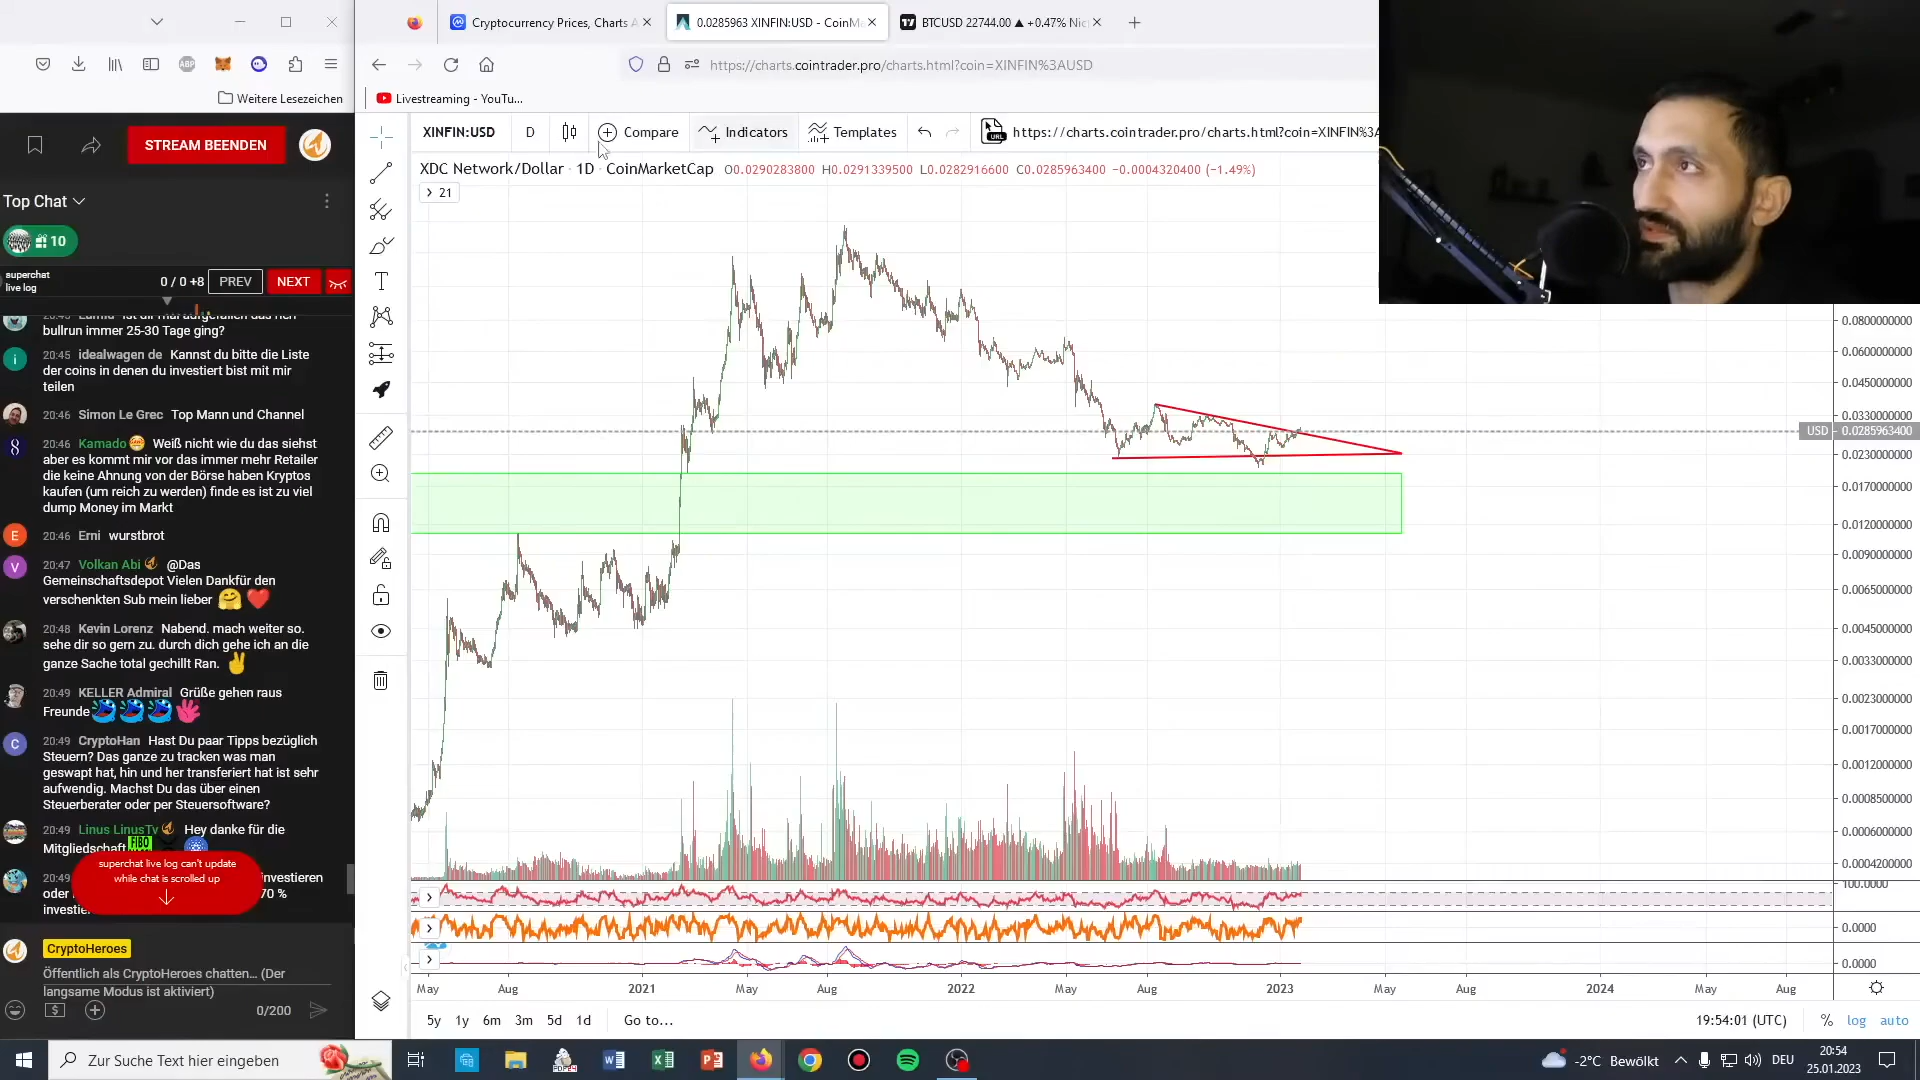 Cryptocurrency Prices, Charts A
0.0285963 XINFIN:USD - CoinMa
BTCUSD 22744.00 ▲ +0.47% Nic
https://charts.cointrader.pro/charts.html?coin=XINFIN%3AUSD
Weitere Lesezeichen
Livestreaming - YouTu...
STREAM BEENDEN
Top Chat
10
superchat
live log
0 / 0 +8
PREV
NEXT
bullrun immer 25-30 Tage ging?
20:45 idealwagen de Kannst du bitte die Liste
der coins in denen du investiert bist mit mir
teilen
20:46 Simon Le Grec Top Mann und Channel
20:46 Kamado Weiß nicht wie du das siehst
aber es kommt mir vor das immer mehr Retailer
die keine Ahnung von der Börse haben Kryptos
kaufen (um reich zu werden) finde es ist zu viel
dump Money im Markt
20:46 Erni wurstbrot
20:47 Volkan Abi @Das
Gemeinschaftsdepot Vielen Dankfür den
verschenkten Sub mein lieber
20:48 Kevin Lorenz Nabend. mach weiter so.
sehe dir so gern zu. durch dich gehe ich an die
ganze Sache total gechillt Ran.
20:49 KELLER Admiral Grüße gehen raus
Freunde
20:49 CryptoHan Hast Du paar Tipps bezüglich
Steuern? Das ganze zu tracken was man
geswapt hat, hin und her transferiert hat ist sehr
aufwendig. Machst Du das über einen
Steuerberater oder per Steuersoftware?
20:49 Linus LinusTv Hey danke für die
Mitgliedschaft FIBO
superchat live log can't update
while chat is scrolled up
20:49 investieren
oder 70 %
CryptoHeroes
Öffentlich als CryptoHeroes chatten... (Der
langsame Modus ist aktiviert)
0/200
XINFIN:USD
D
Compare
Indicators
Templates
URL
https://charts.cointrader.pro/charts.html?coin=XINFIN%3A
XDC Network/Dollar · 1D · CoinMarketCap O0.0290283800 H0.0291339500 L0.0282916600 C0.0285963400 −0.0004320400 (−1.49%)
21
0.0800000000
0.0600000000
0.0450000000
0.0330000000
USD 0.0285963400
0.0230000000
0.0170000000
0.0120000000
0.0090000000
0.0065000000
0.0045000000
0.0033000000
0.0023000000
0.0017000000
0.0012000000
0.0008500000
0.0006000000
0.0004200000
100.0000
0.0000
0.0000
May Aug 2021 May Aug 2022 May Aug 2023 May Aug 2024 May Aug
5y 1y 6m 3m 5d 1d Go to...
19:54:01 (UTC) % log auto
Zur Suche Text hier eingeben
-2°C Bewölkt
DEU
20:54
25.01.2023